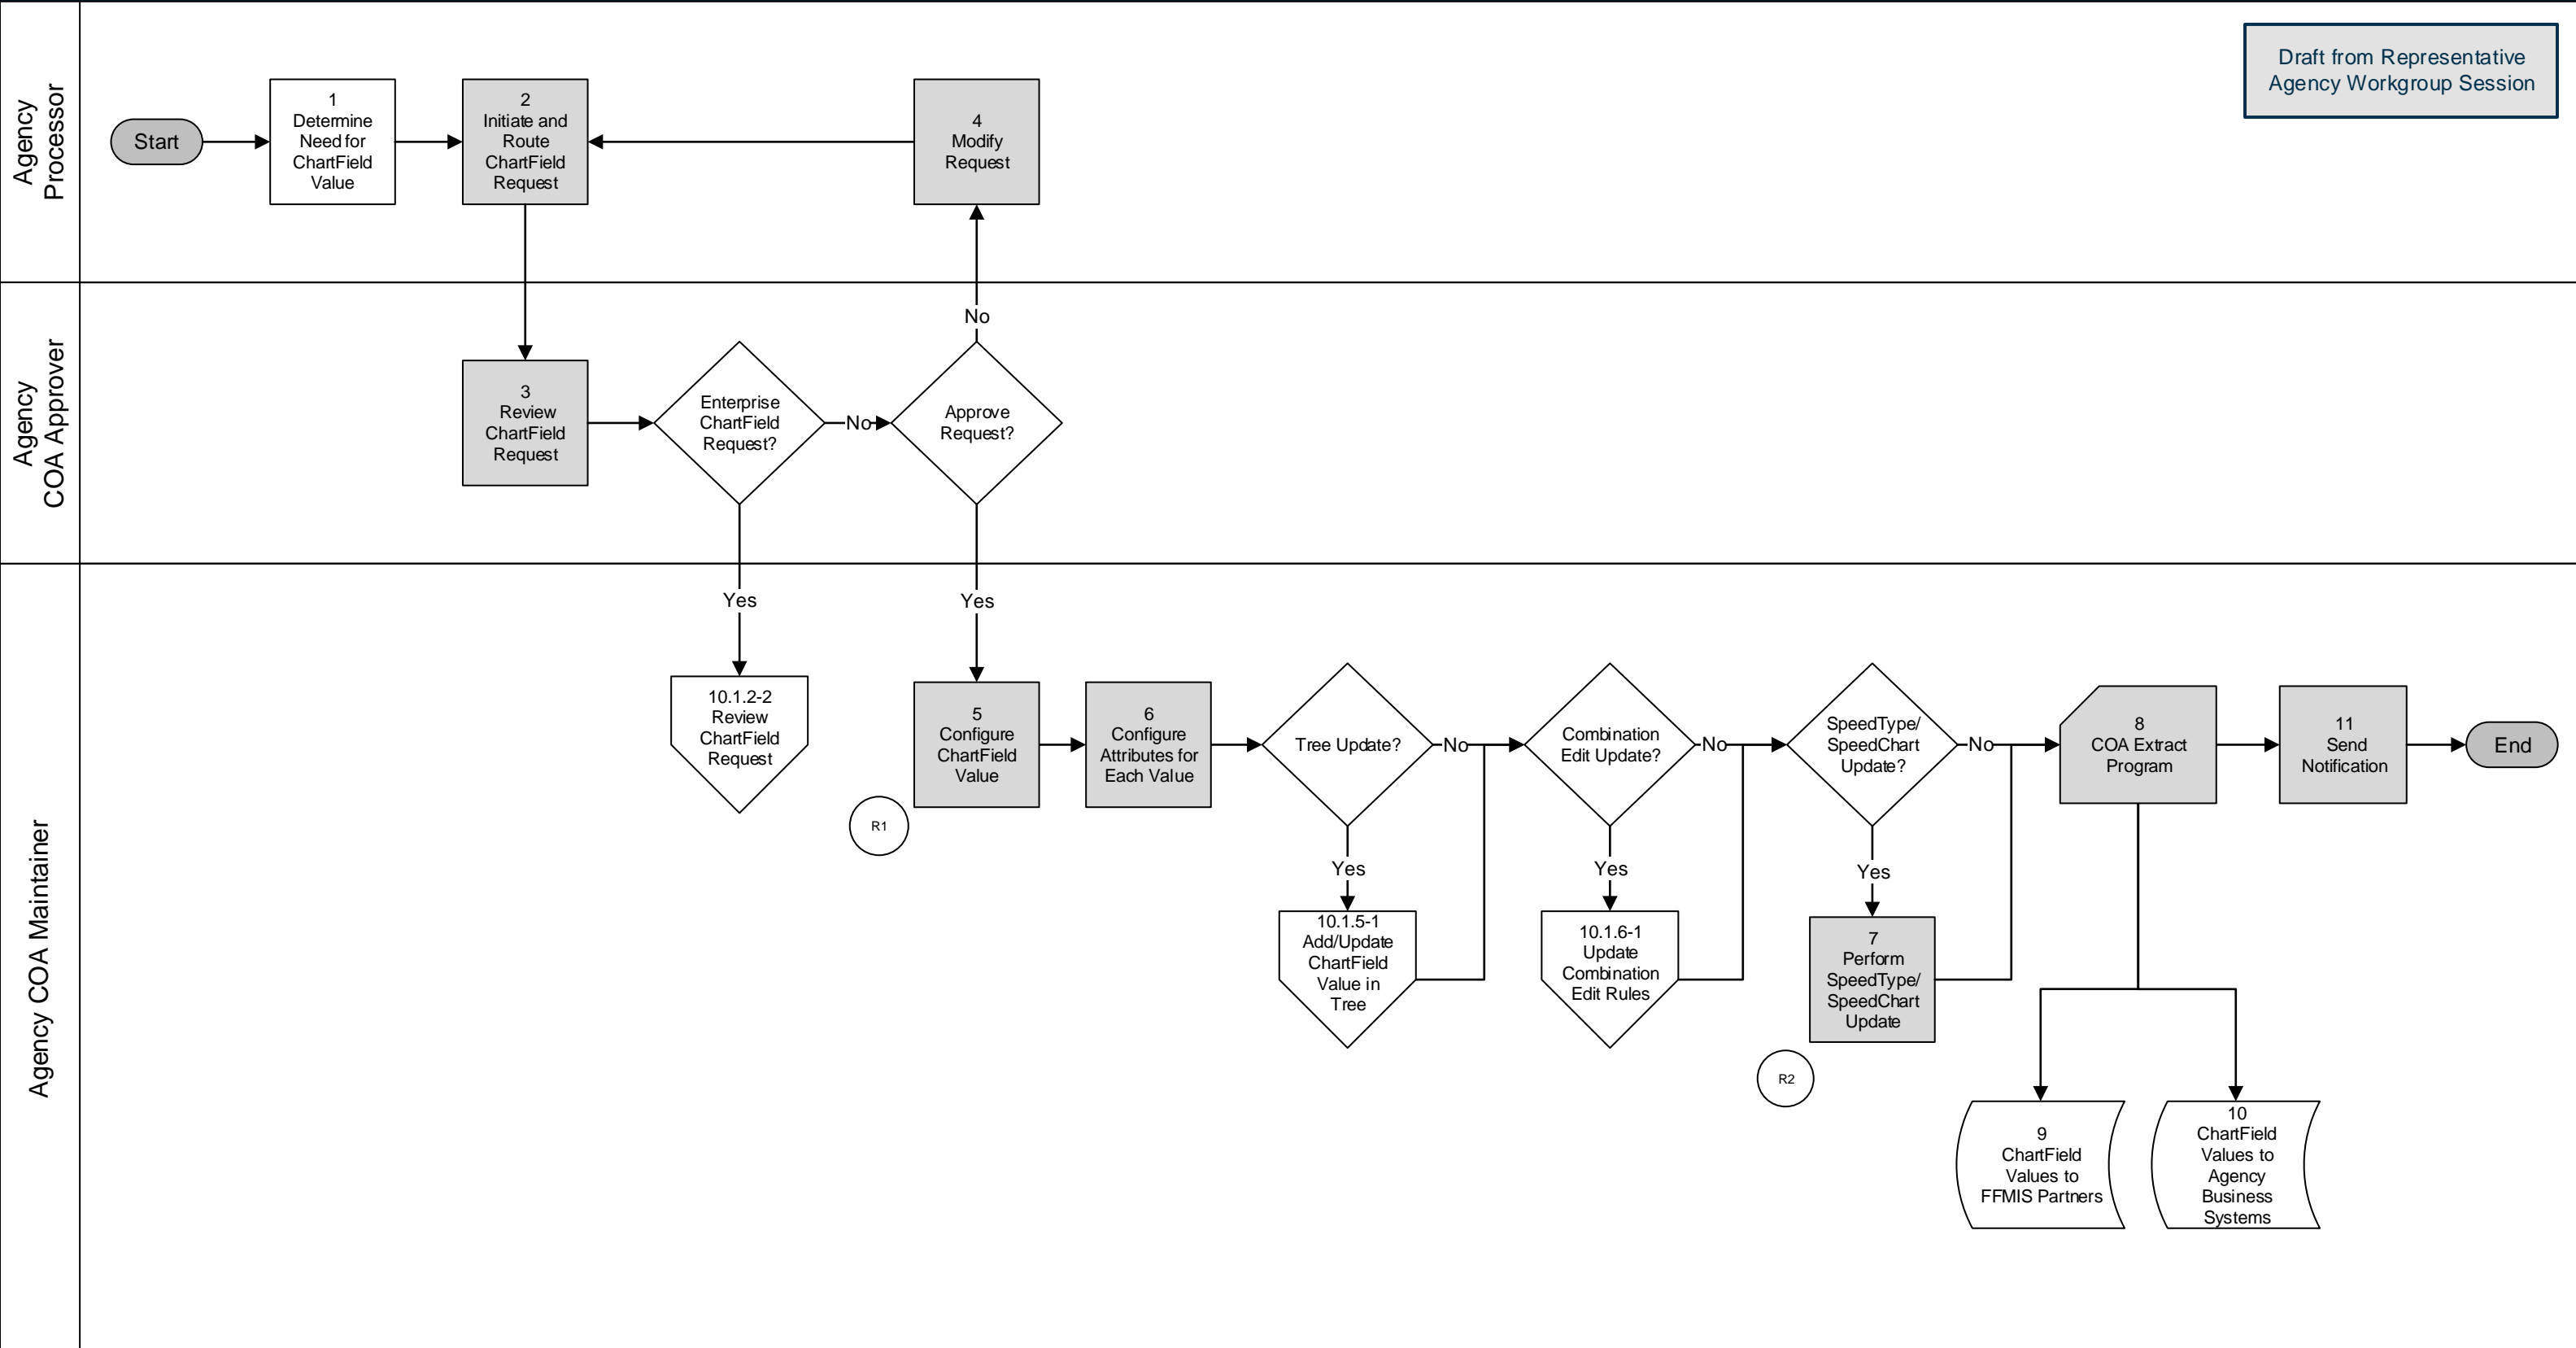 Draft from Representative
Agency Workgroup Session
Agency
Processor
Start
1
Determine
Need for
ChartField
Value
2
Initiate and
Route
ChartField
Request
4
Modify
Request
Agency
COA Approver
No
3
Review
ChartField
Request
Enterprise
ChartField
Request?
No
Approve
Request?
Agency COA Maintainer
Yes
Yes
10.1.2-2
Review
ChartField
Request
5
Configure
ChartField
Value
R1
6
Configure
Attributes for
Each Value
Tree Update?
No
Combination
Edit Update?
No
SpeedType/
SpeedChart
Update?
No
8
COA Extract
Program
11
Send
Notification
End
Yes
Yes
Yes
10.1.5-1
Add/Update
ChartField
Value in
Tree
10.1.6-1
Update
Combination
Edit Rules
7
Perform
SpeedType/
SpeedChart
Update
R2
9
ChartField
Values to
FFMIS Partners
10
ChartField
Values to
Agency
Business
Systems